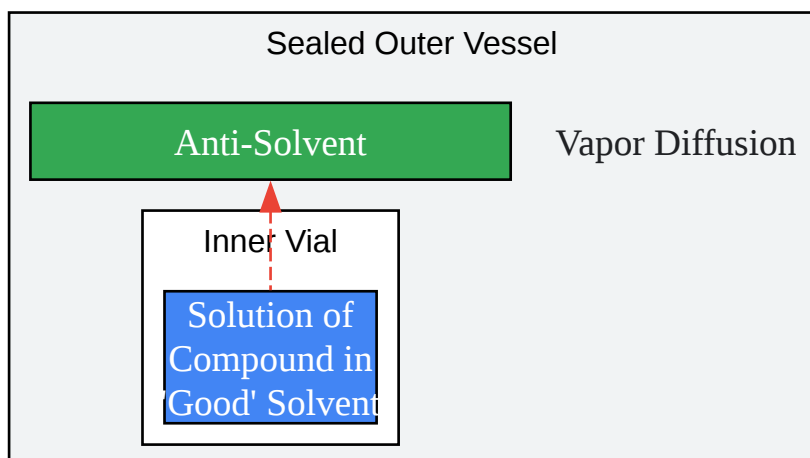 Sealed Outer Vessel
Anti-Solvent
Vapor Diffusion
Inner Vial
Solution of
Compound in
'Good' Solvent